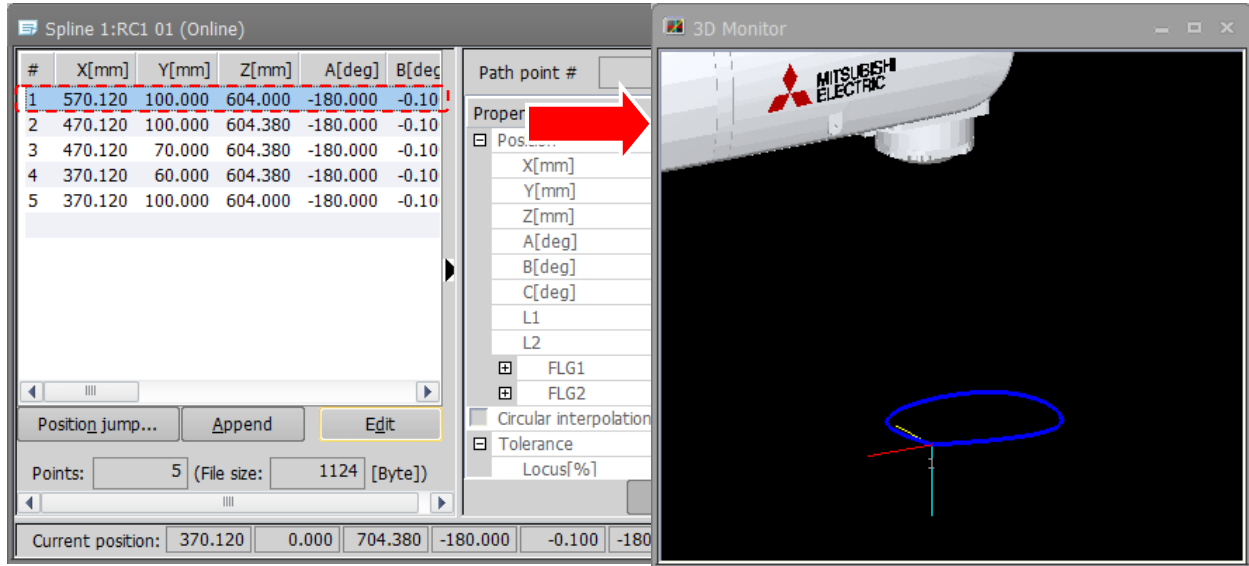 Spline 1:RC1 01 (Online)
# X[mm] Y[mm] Z[mm] A[deg] B[deg
1 570.120 100.000 604.000 -180.000 -0.10
2 470.120 100.000 604.380 -180.000 -0.10
3 470.120 70.000 604.380 -180.000 -0.10
4 370.120 60.000 604.380 -180.000 -0.10
5 370.120 100.000 604.000 -180.000 -0.10
Position jump... Append Edit
Points: 5 (File size: 1124 [Byte])
Current position: 370.120 0.000 704.380 -180.000 -0.100 -180
Path point #
Proper
Position
X[mm]
Y[mm]
Z[mm]
A[deg]
B[deg]
C[deg]
L1
L2
FLG1
FLG2
Circular interpolation
Tolerance
Locus[%]
3D Monitor
MITSUBISHI
ELECTRIC